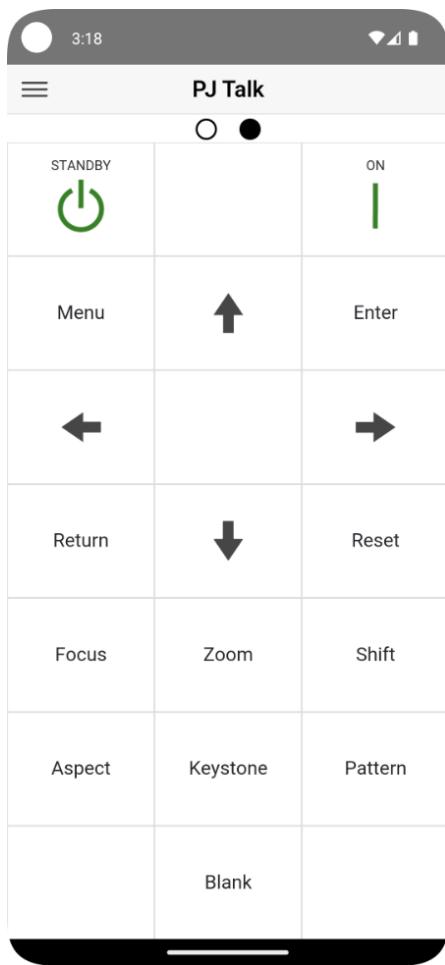 3:18
PJ Talk
STANDBY
ON
Menu
Enter
Return
Reset
Focus
Zoom
Shift
Aspect
Keystone
Pattern
Blank